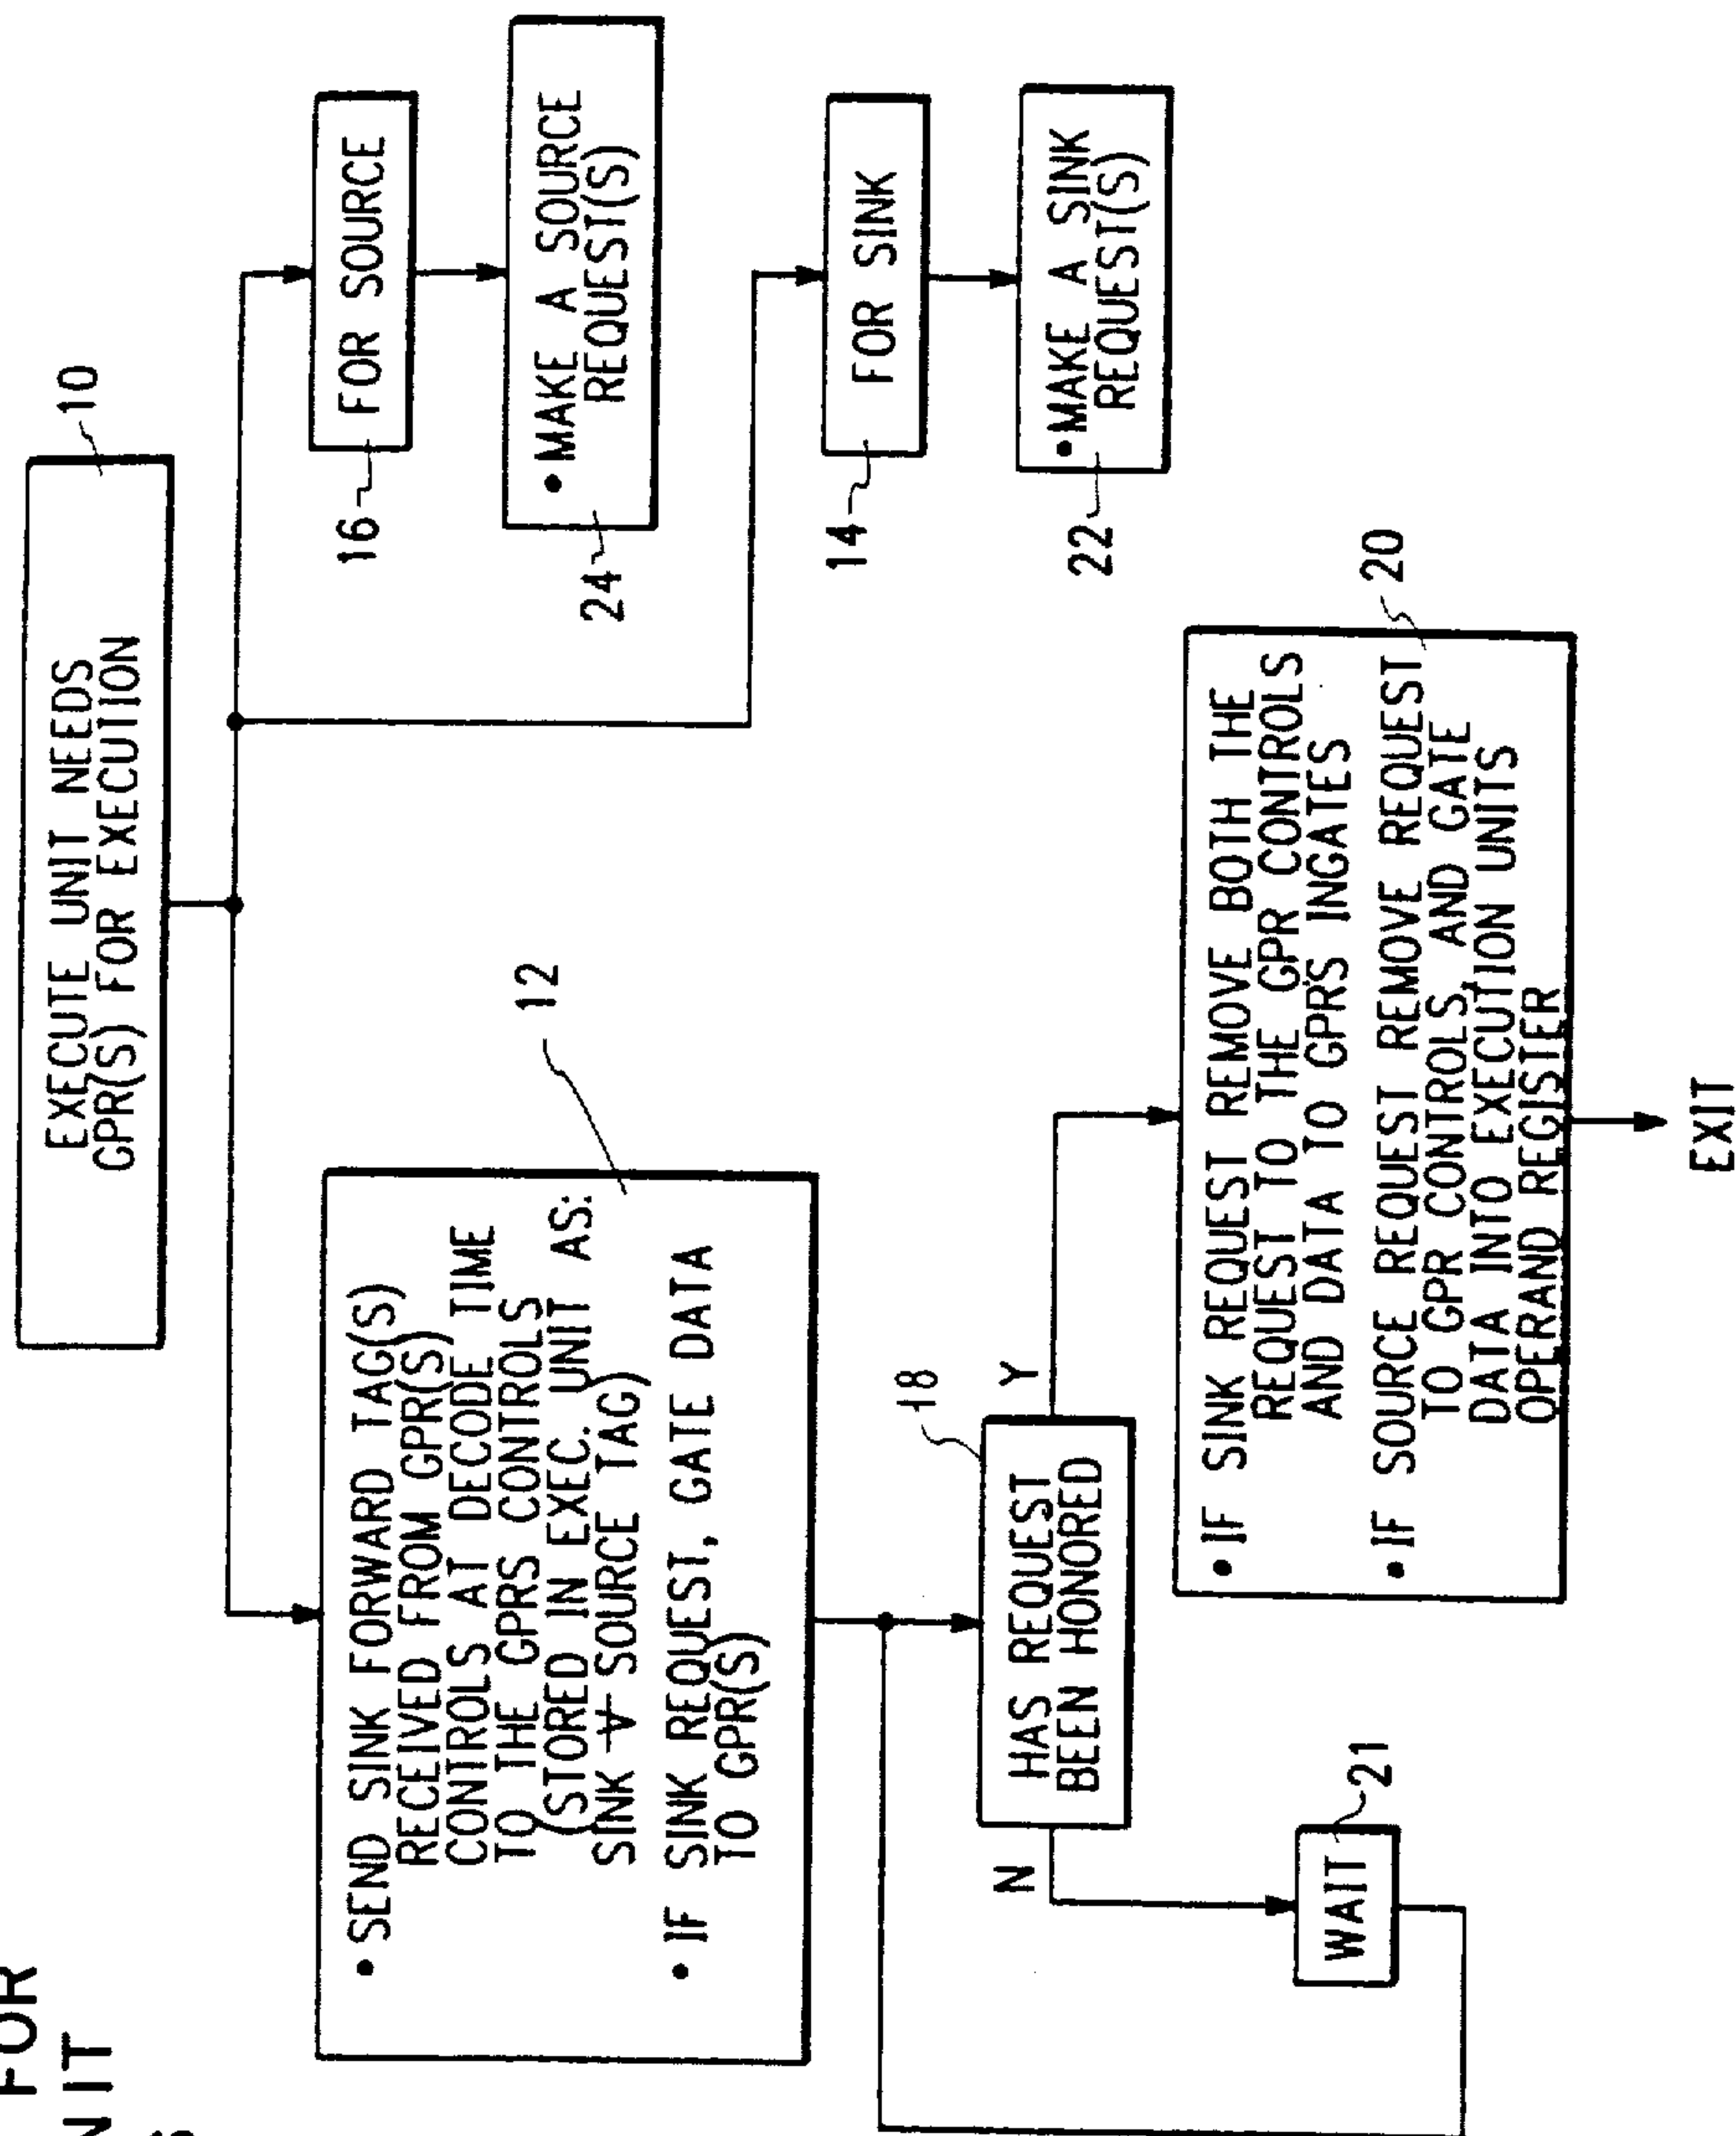 FOR
NIT
S
EXECUTE UNIT NEEDS
GPR(S) FOR EXECUTION
10
• SEND SINK FORWARD TAG(S)
RECEIVED FROM GPR(S)
CONTROLS AT DECODE TIME
TO THE GPRS CONTROLS
(STORED IN EXEC. UNIT AS:
SINK ∀ SOURCE TAG)
• IF SINK REQUEST, GATE DATA
TO GPR(S)
12
16
FOR SOURCE
24
• MAKE A SOURCE
REQUEST(S)
14
FOR SINK
22
• MAKE A SINK
REQUEST(S)
18
HAS REQUEST
BEEN HONORED
N
Y
WAIT
21
20
• IF SINK REQUEST REMOVE BOTH THE
REQUEST TO THE GPR CONTROLS
AND DATA TO GPR'S INGATES
• IF SOURCE REQUEST REMOVE REQUEST
TO GPR CONTROLS, AND GATE
DATA INTO EXECUTION UNITS
OPERAND REGISTER
EXIT